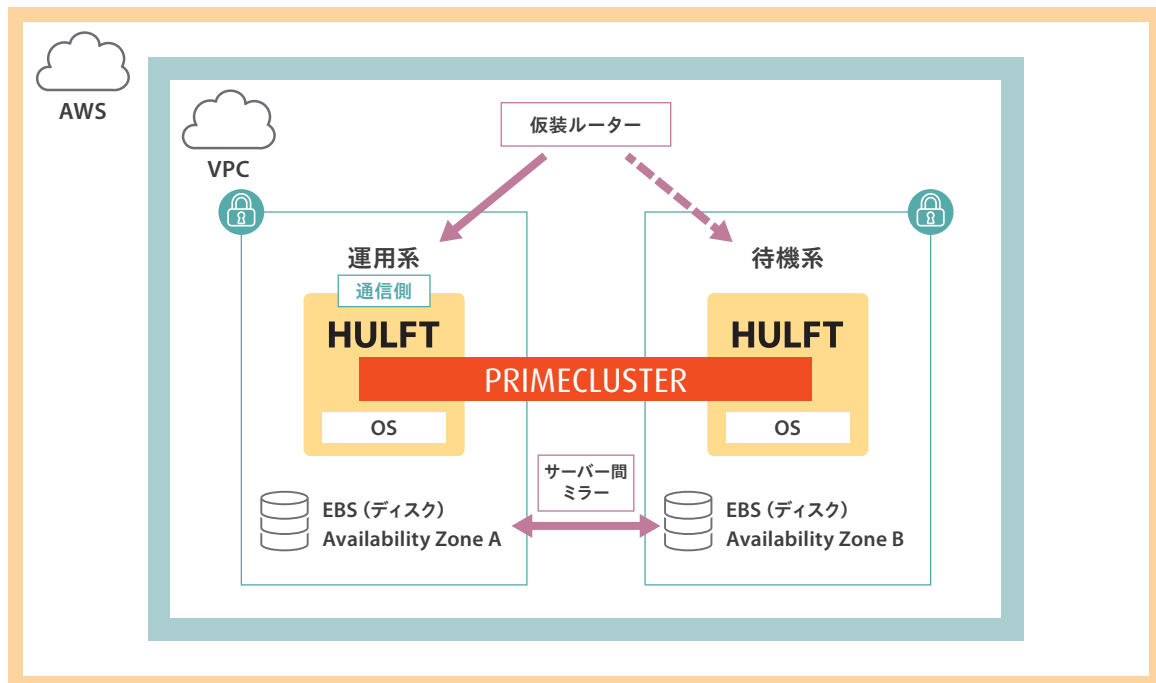 AWS
VPC
仮装ルーター
運用系
通信側
HULFT
OS
待機系
HULFT
OS
PRIMECLUSTER
サーバー間
ミラー
EBS（ディスク）
Availability Zone A
EBS（ディスク）
Availability Zone B